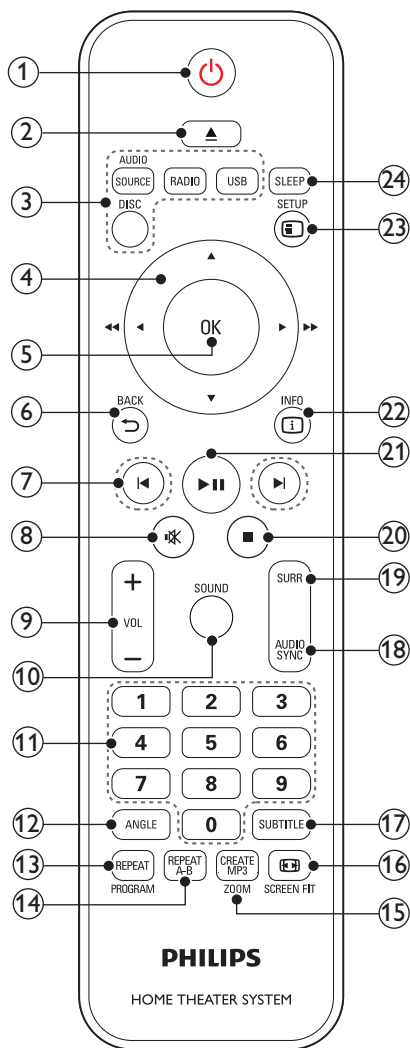 1
2
AUDIO
SOURCE RADIO USB SLEEP 24
3 DISC SETUP
23
4
OK
5
6 BACK INFO 22
21
7
8 20
SURR 19
+
9 VOL SOUND
–
AUDIO
SYNC 18
10
1 2 3
11 4 5 6
7 8 9
12 ANGLE 0 SUBTITLE 17
13 REPEAT REPEAT
A-B CREATE
MP3 16
PROGRAM 14 ZOOM SCREEN FIT
15
PHILIPS
HOME THEATER SYSTEM